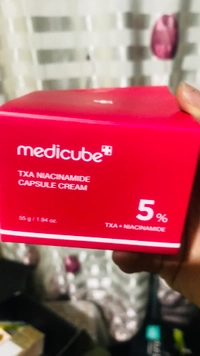 medicube
TXA NIACINAMIDE
CAPSULE CREAM
5%
TXA + NIACINAMIDE
55 g / 1.94 oz.